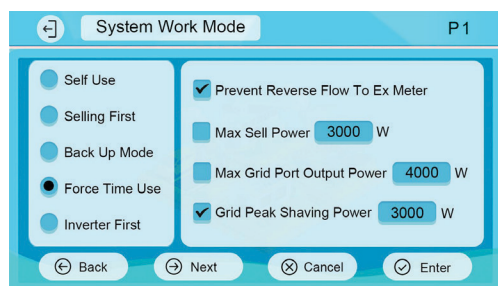 System Work Mode P1
Self Use
Selling First
Back Up Mode
Force Time Use
Inverter First
Prevent Reverse Flow To Ex Meter
Max Sell Power 3000 W
Max Grid Port Output Power 4000 W
Grid Peak Shaving Power 3000 W
Back Next Cancel Enter